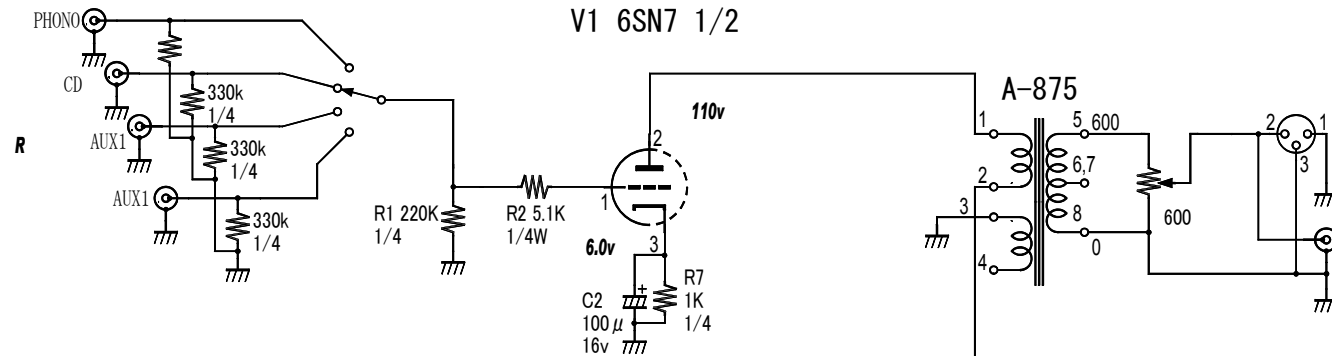 V1 6SN7 1/2
PHONO
CD
AUX1
AUX1
R
330k
1/4
330k
1/4
330k
1/4
R1 220K
1/4
R2 5.1K
1/4W
1
2
3
110v
6.0v
C2
100μ
16v
+
R7
1K
1/4
A-875
1
2
3
4
5
600
6,7
8
0
600
2
1
3